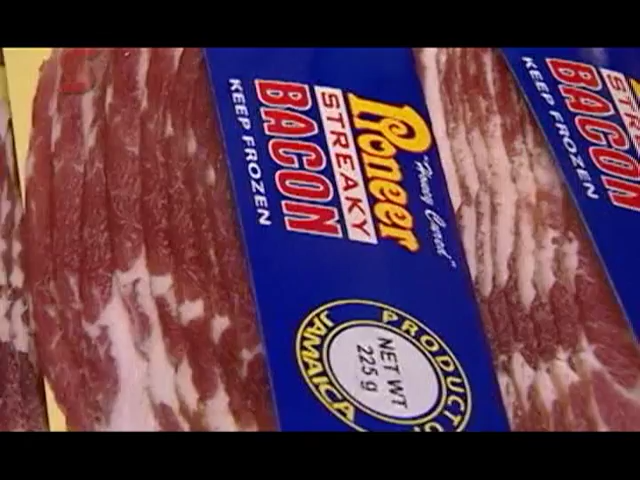 "Honey Cured"
Pioneer
STREAKY
BACON
KEEP FROZEN
PRODUCT
JAMAICA
NET WT
225 g
BACON
KEEP FROZEN